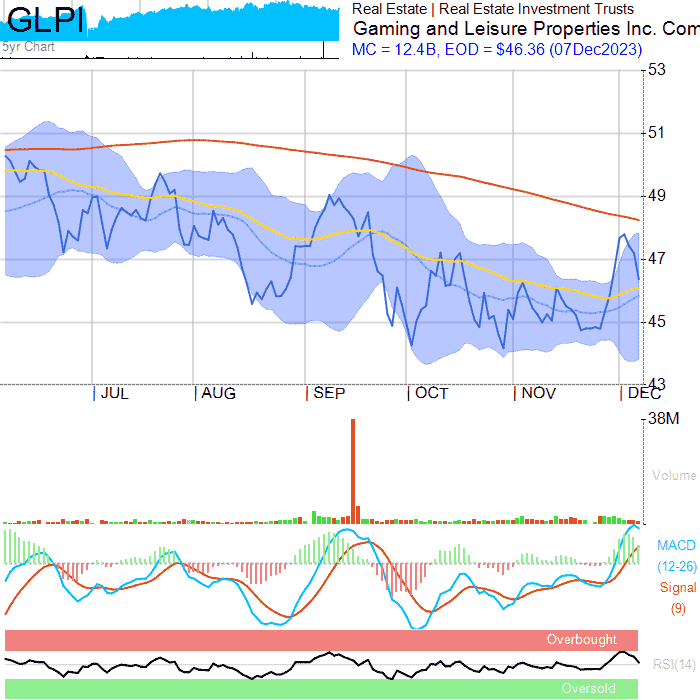 GLPI
5yr Chart
Real Estate | Real Estate Investment Trusts
Gaming and Leisure Properties Inc. Com
MC = 12.4B, EOD = $46.36 (07Dec2023)
53
51
49
47
45
43
JUL AUG SEP OCT NOV DEC
38M
Volume
MACD
(12-26)
Signal
(9)
Overbought
RSI(14)
Oversold